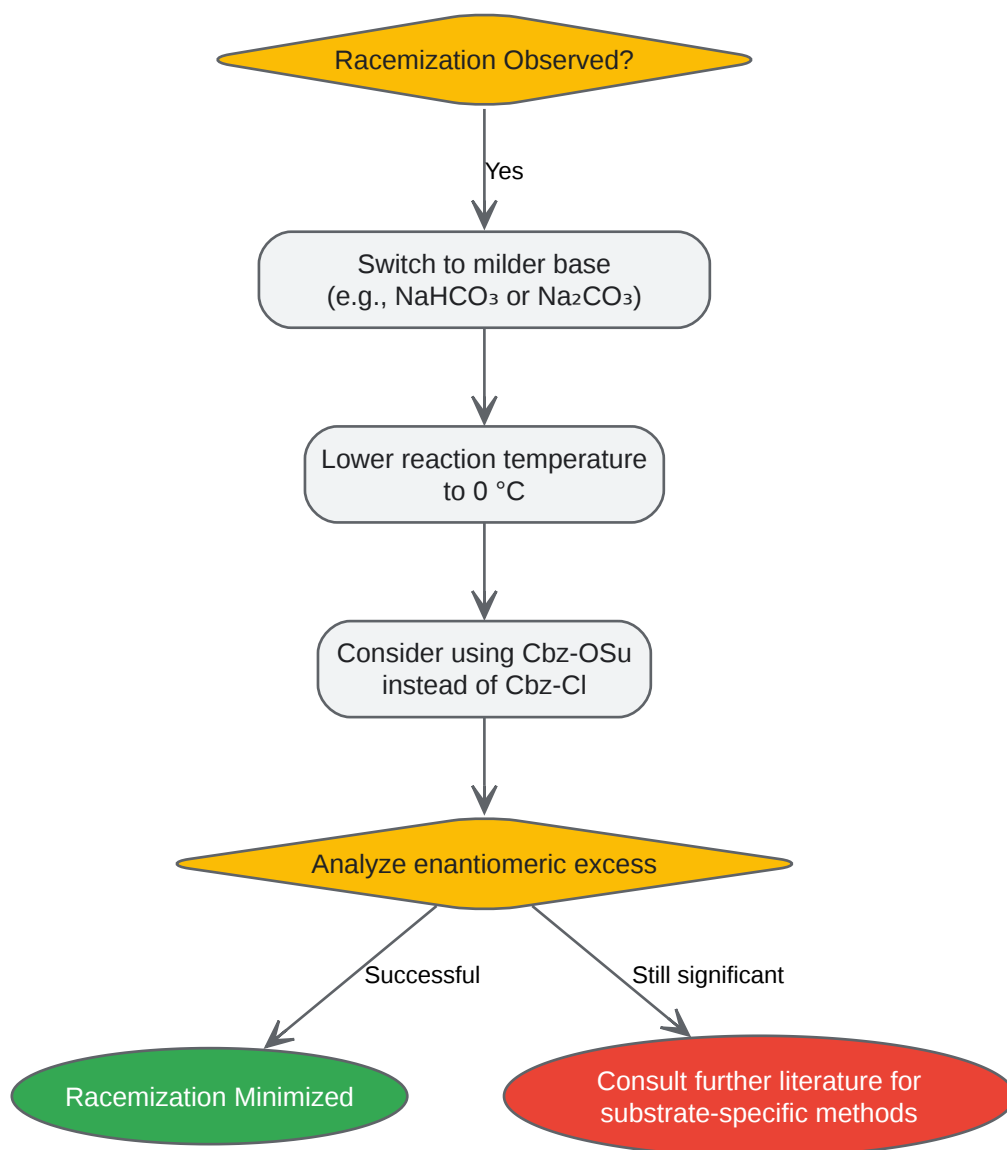 Racemization Observed?
Yes
Switch to milder base
(e.g., NaHCO₃ or Na₂CO₃)
Lower reaction temperature
to 0 °C
Consider using Cbz-OSu
instead of Cbz-Cl
Analyze enantiomeric excess
Successful
Still significant
Racemization Minimized
Consult further literature for
substrate-specific methods